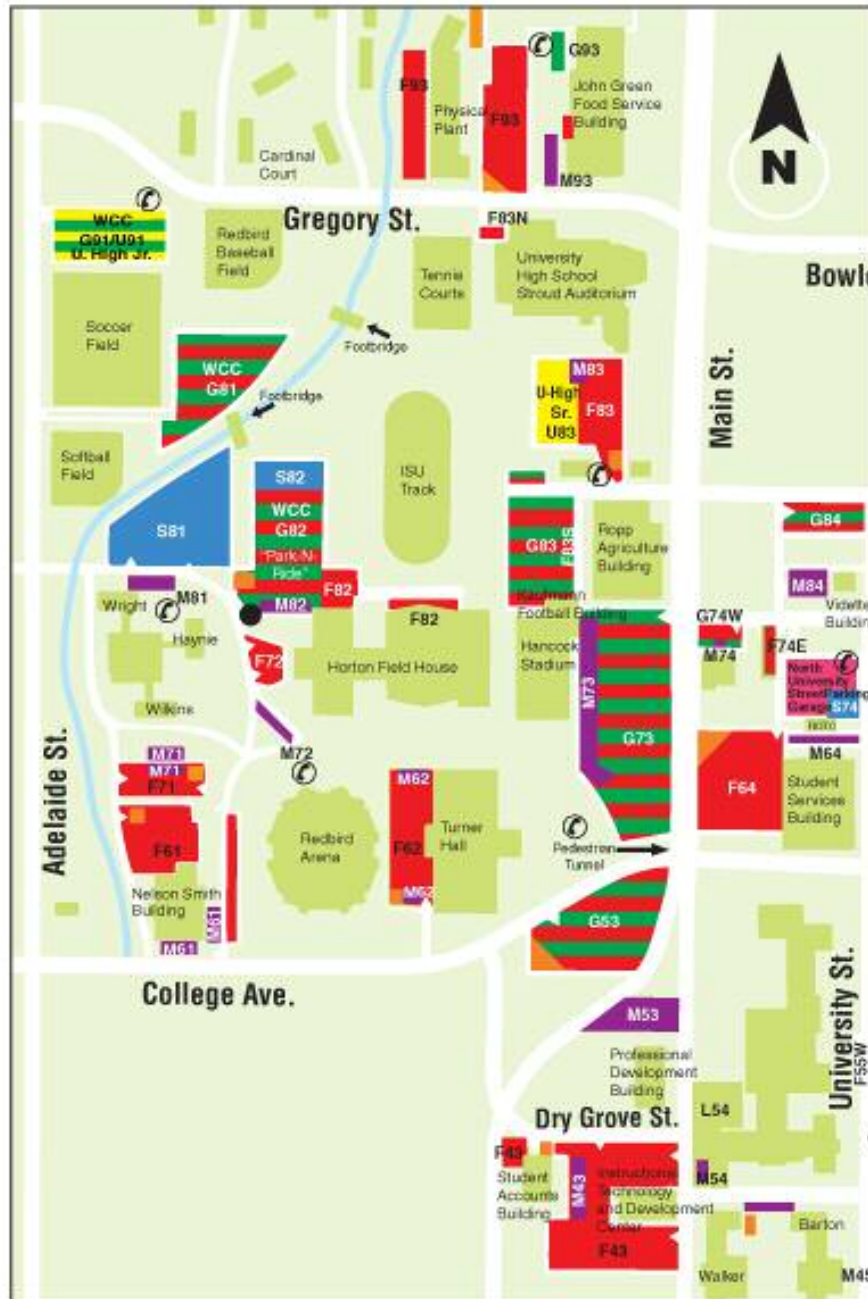 G93
F93
Physical
Plant
F93
John Green
Food Service
Building
M93
Cardinal
Court
N
WCC
G91/U91
U. High Jr.
Redbird
Baseball
Field
Gregory St.
F83N
Tennie
Courts
University
High School
Stroud Auditorium
Soccer
Field
Footbridge
WCC
G81
Footbridge
M83
U-High
Sr.
U83
F83
Main St.
Softball
Field
S81
S82
WCC
G82
"Park-N-
Ride"
F82
M82
ISU
Track
G83
F83S
Ropp
Agriculture
Building
G84
M84
Wright
M81
Haynie
Wilkins
F72
F82
Horton Field House
Kaufmann
Football Building
Hancock
Stadium
M73
G73
G74W
M74
F74E
Vidette
North
University
Street Parking
Garage
S74
M64
M72
M71
M71
F71
F61
Nelson Smith
Building
M61
M61
Adelaide St.
Redbird
Arena
M62
F62
M62
Turner
Hall
Pedestrian
Tunnel
F64
Student
Services
Building
G53
College Ave.
M53
Professional
Development
Building
University St.
F55W
Dry Grove St.
L54
M54
F43
Student
Accounts
Building
M43
Instructional
Technology
and Development
Center
F43
Walker
Barton